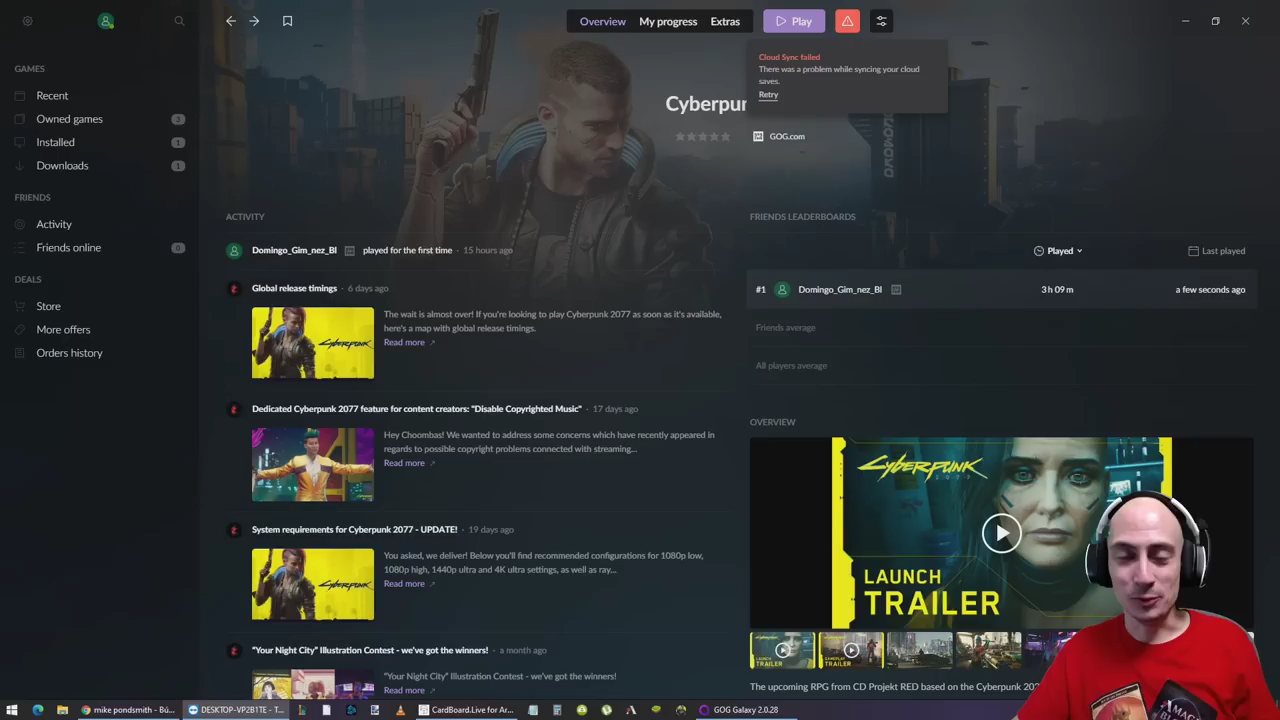 Overview My progress Extras Play
Cloud Sync failed
There was a problem while syncing your cloud
saves.
Retry
GAMES
Recent
Owned games 2
Installed 1
Downloads 1
FRIENDS
Activity
Friends online 0
DEALS
Store
More offers
Orders history
GOG.com
ACTIVITY
Domingo_Gim_nez_Bl played for the first time · 15 hours ago
Global release timings · 6 days ago
The wait is almost over! If you're looking to play Cyberpunk 2077 as soon as it's available,
here's a map with global release timings.
Read more
CYBERPUNK
Dedicated Cyberpunk 2077 feature for content creators: "Disable Copyrighted Music" · 17 days ago
Hey Choombas! We wanted to address some concerns which have recently appeared in
regards to possible copyright problems connected with streaming...
Read more
System requirements for Cyberpunk 2077 - UPDATE! · 19 days ago
You asked, we deliver! Below you'll find recommended configurations for 1080p low,
1080p high, 1440p ultra and 4K ultra settings, as well as ray...
Read more
CYBERPUNK
"Your Night City" Illustration Contest - we've got the winners! · a month ago
"Your Night City" Illustration Contest - we've got the winners!
Read more
FRIENDS LEADERBOARDS
Played Last played
#1 Domingo_Gim_nez_Bl 3 h 09 m a few seconds ago
Friends average
All players average
OVERVIEW
CYBERPUNK
2077
LAUNCH
TRAILER
LAUNCH
TRAILER
GAMEPLAY
TRAILER
The upcoming RPG from CD Projekt RED based on the Cyberpunk 202
mike pondsmith - Bú...
DESKTOP-VP2B1TE - T...
CardBoard.Live for Ar...
GOG Galaxy 2.0.28